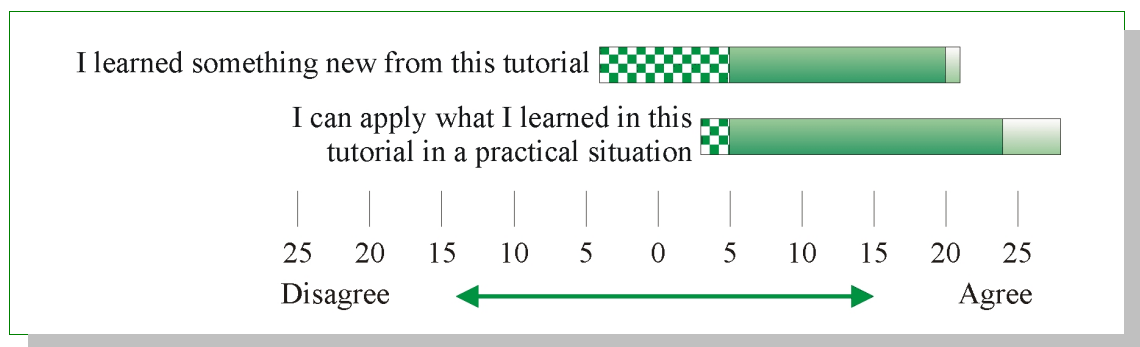 I learned something new from this tutorial
I can apply what I learned in this
tutorial in a practical situation
25 20 15 10 5 0 5 10 15 20 25
Disagree Agree